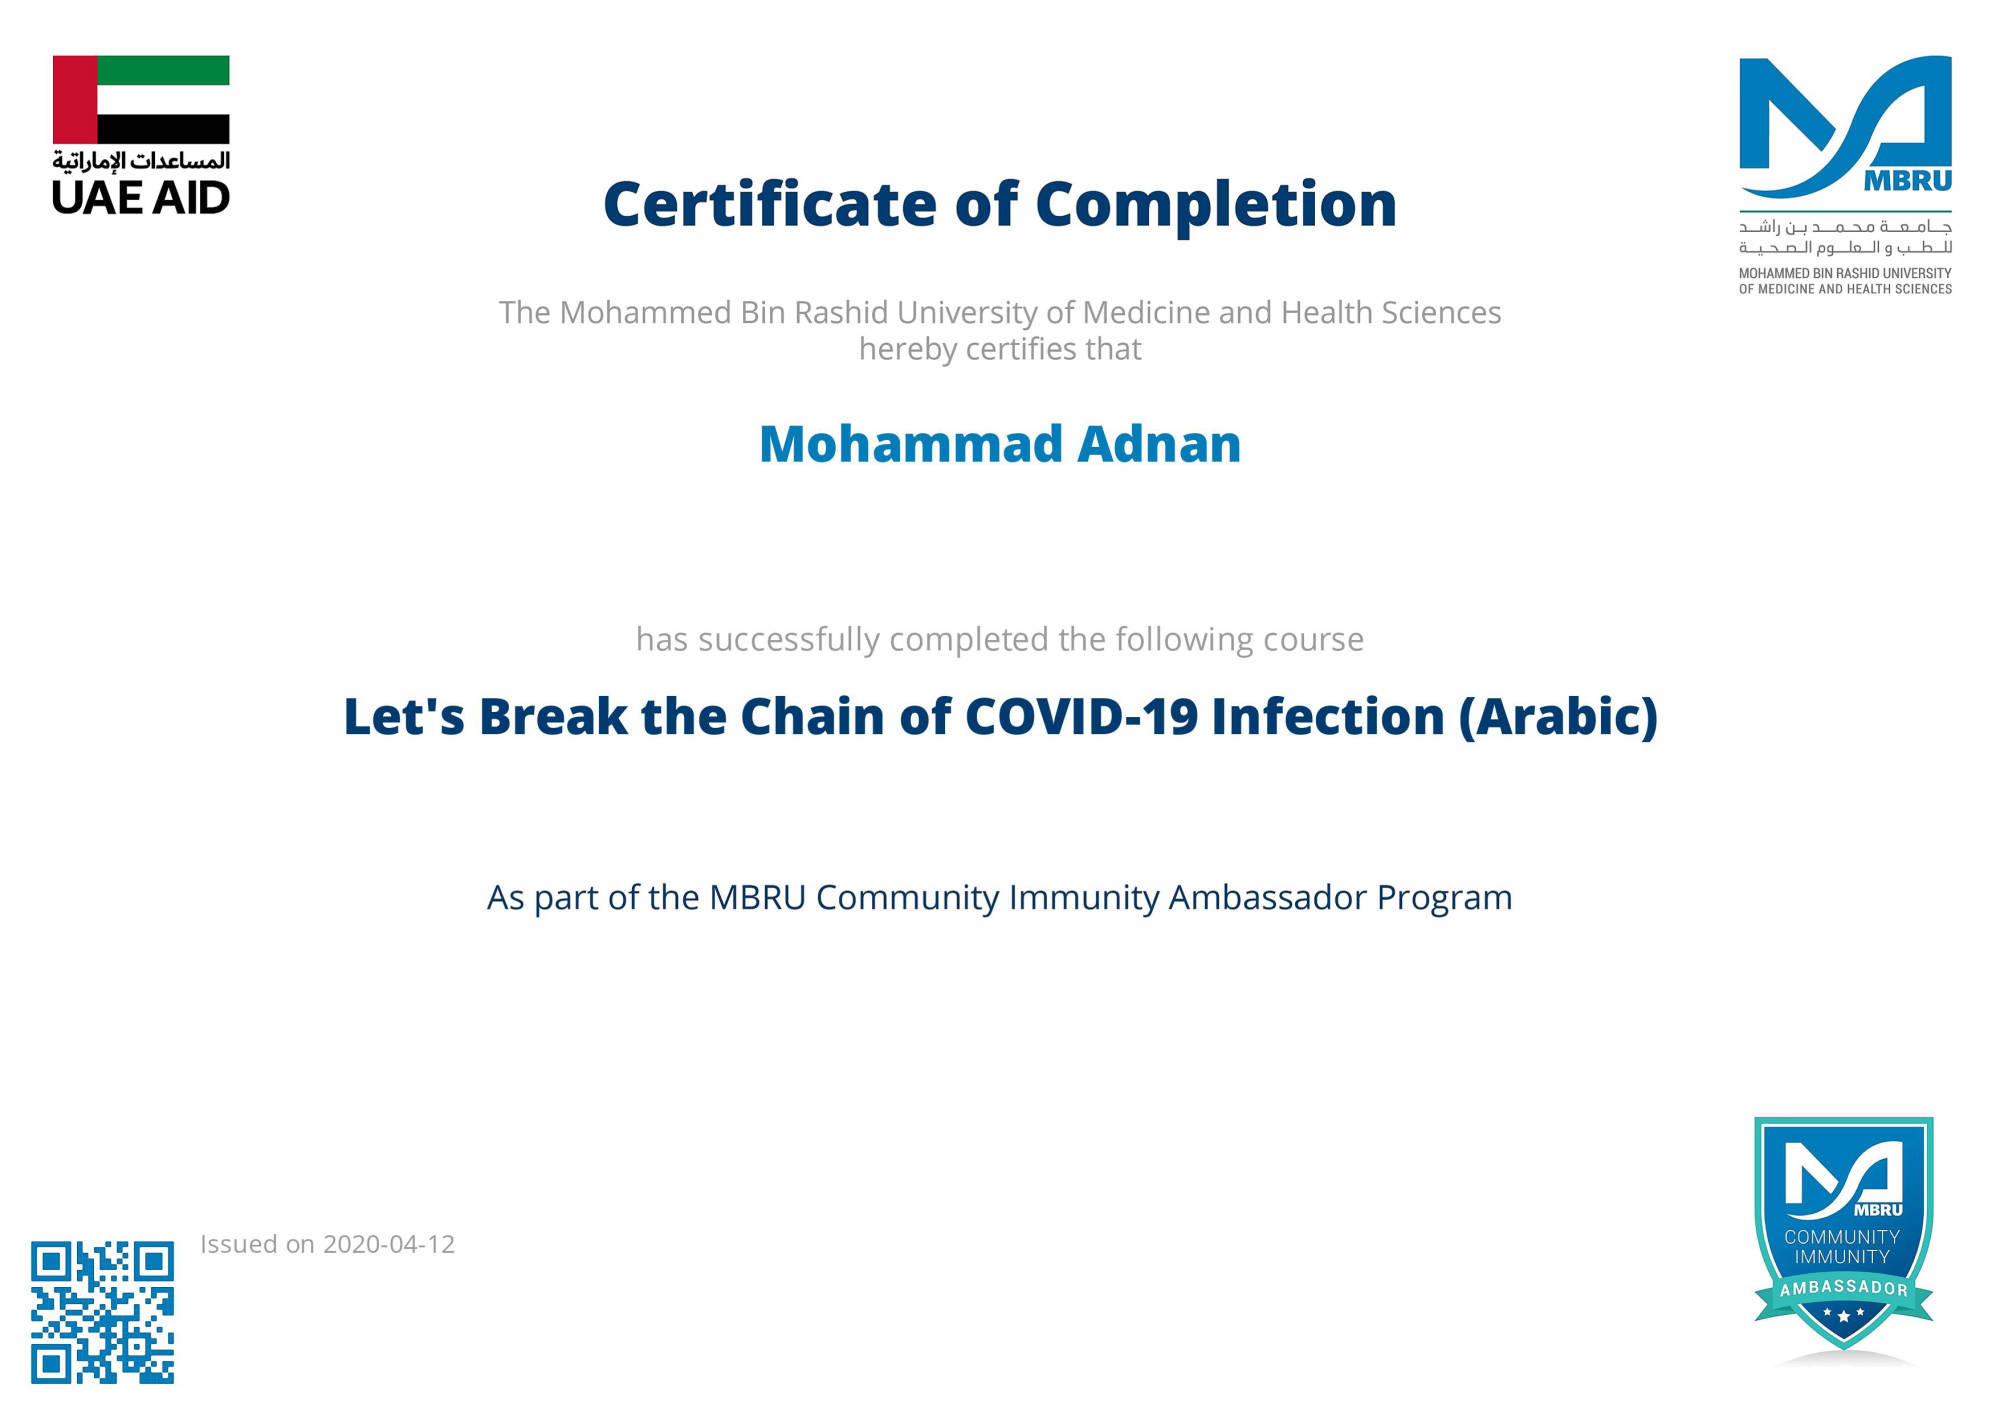 المساعدات الإماراتية
UAE AID
MBRU
جامعة محمد بن راشد
للطب و العلوم الصحية
MOHAMMED BIN RASHID UNIVERSITY
OF MEDICINE AND HEALTH SCIENCES
Certificate of Completion
The Mohammed Bin Rashid University of Medicine and Health Sciences
hereby certifies that
Mohammad Adnan
has successfully completed the following course
Let's Break the Chain of COVID-19 Infection (Arabic)
As part of the MBRU Community Immunity Ambassador Program
Issued on 2020-04-12
MBRU
COMMUNITY
IMMUNITY
AMBASSADOR